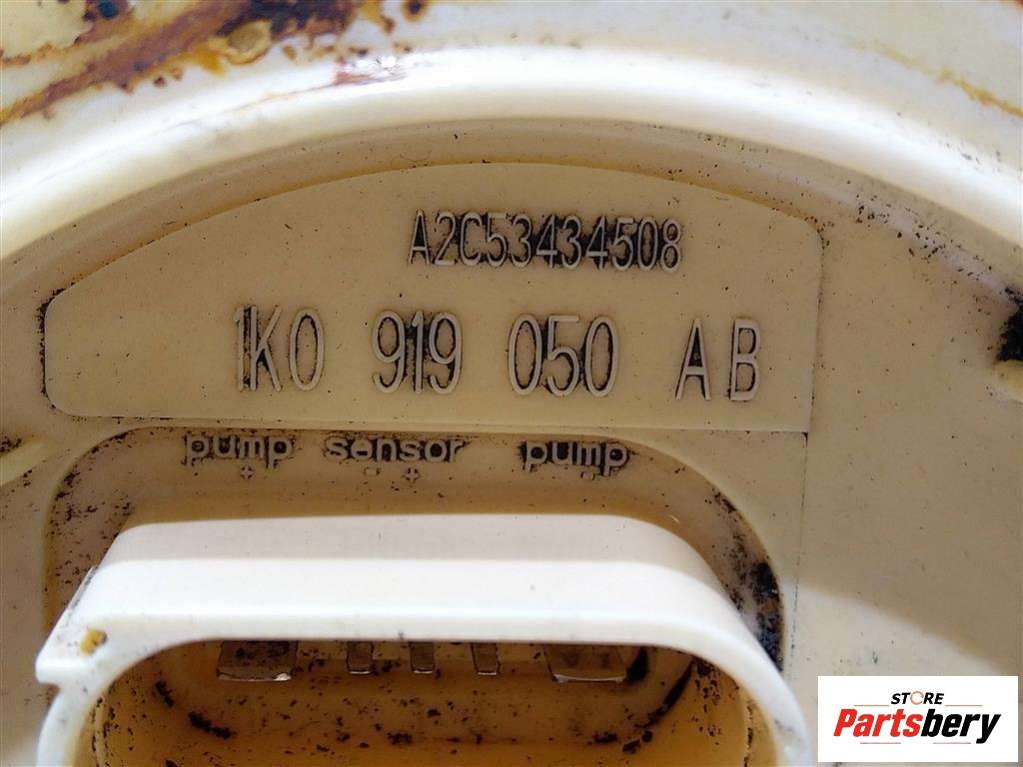 A2C53434508
1K0 919 050 AB
pump sensor pump
+ - + -
STORE
Partsbery